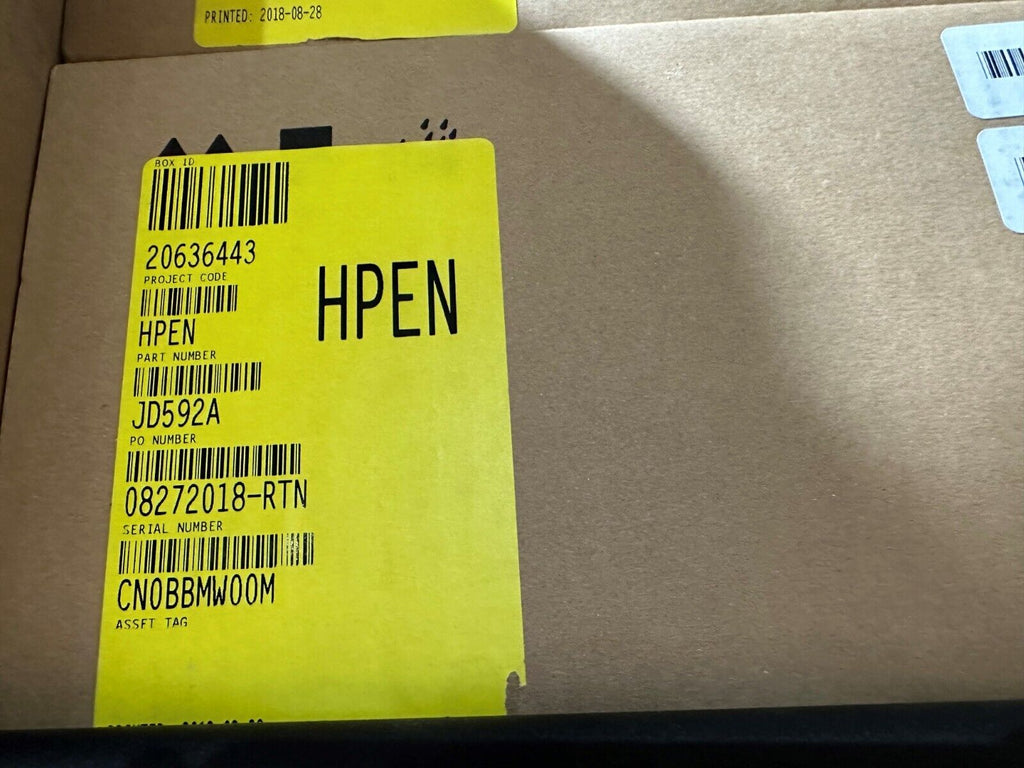 PRINTED: 2018-08-28
BOX ID
20636443
PROJECT CODE
HPEN
HPEN
PART NUMBER
JD592A
PO NUMBER
08272018-RTN
SERIAL NUMBER
CN0BBMW00M
ASSET TAG